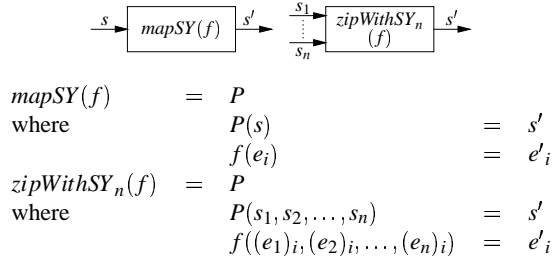 s mapSY(f) s′ s₁ sₙ zipWithSYₙ (f) s′
mapSY(f) = P
where P(s) = s′
f(eᵢ) = e′ᵢ
zipWithSYₙ(f) = P
where P(s₁, s₂, …, sₙ) = s′
f((e₁)ᵢ, (e₂)ᵢ, …, (eₙ)ᵢ) = e′ᵢ